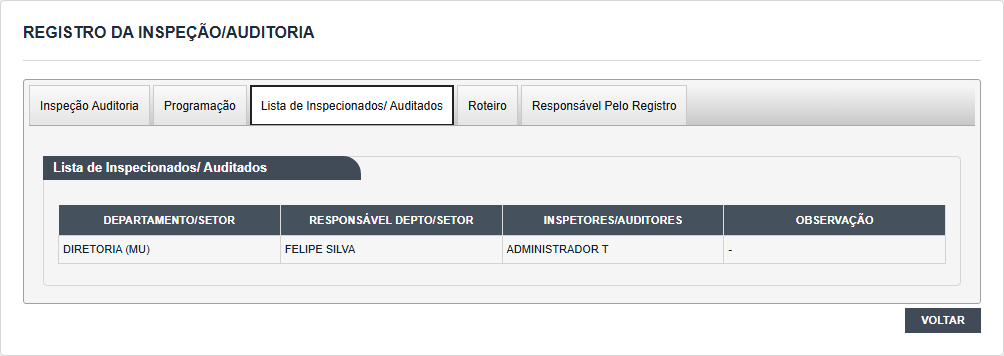 REGISTRO DA INSPEÇÃO/AUDITORIA
Inspeção Auditoria Programação Lista de Inspecionados/ Auditados Roteiro Responsável Pelo Registro
Lista de Inspecionados/ Auditados
DEPARTAMENTO/SETOR RESPONSÁVEL DEPTO/SETOR INSPETORES/AUDITORES OBSERVAÇÃO
DIRETORIA (MU) FELIPE SILVA ADMINISTRADOR T -
VOLTAR